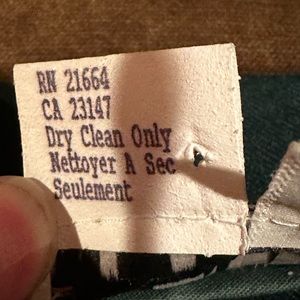 RN 21664
CA 23147
Dry Clean Only
Nettoyer A Sec
Seulement